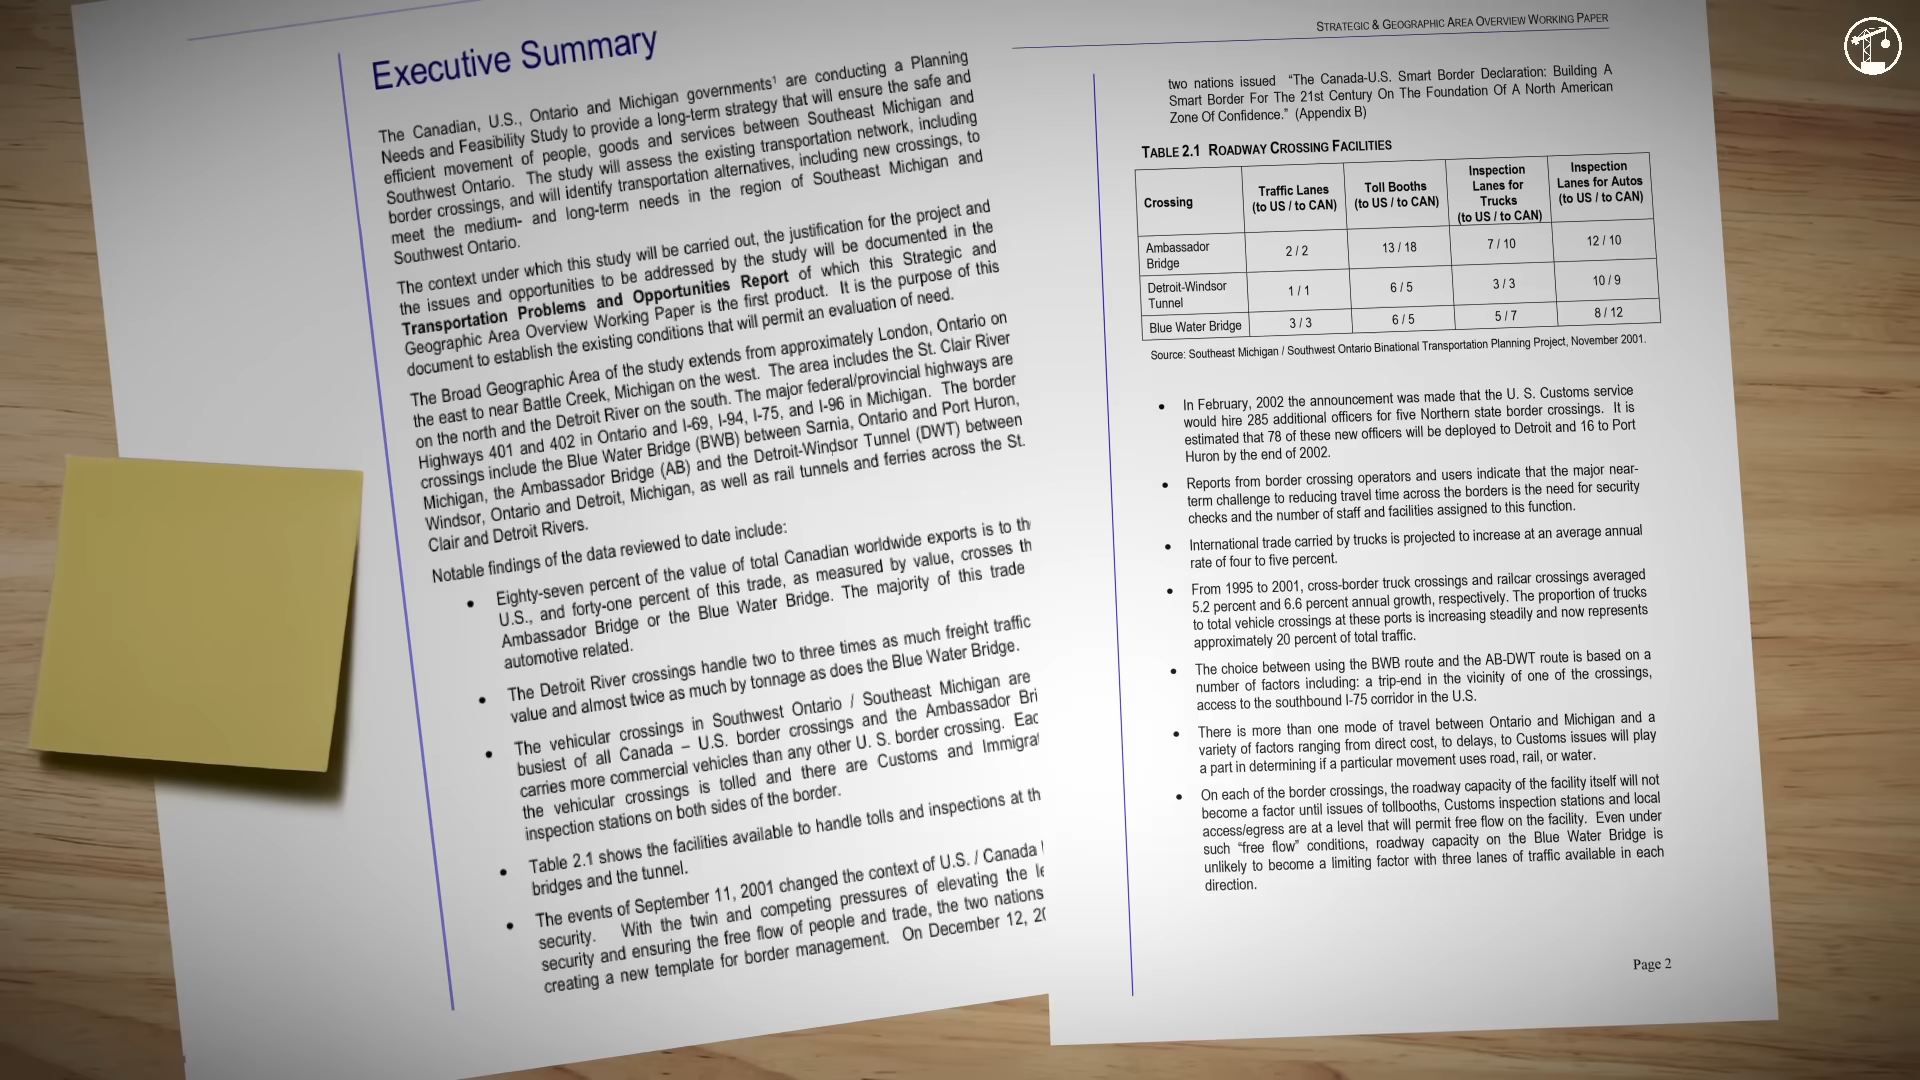 Executive Summary
The Canadian, U.S., Ontario and Michigan governments¹ are conducting a Planning
Needs and Feasibility Study to provide a long-term strategy that will ensure the safe and
efficient movement of people, goods and services between Southeast Michigan and
Southwest Ontario. The study will assess the existing transportation network, including
border crossings, and will identify transportation alternatives, including new crossings, to
meet the medium- and long-term needs in the region of Southeast Michigan and
Southwest Ontario.
The context under which this study will be carried out, the justification for the project and
the issues and opportunities to be addressed by the study will be documented in the
Transportation Problems and Opportunities Report of which this Strategic and
Geographic Area Overview Working Paper is the first product. It is the purpose of this
document to establish the existing conditions that will permit an evaluation of need.
The Broad Geographic Area of the study extends from approximately London, Ontario on
the east to near Battle Creek, Michigan on the west. The area includes the St. Clair River
on the north and the Detroit River on the south. The major federal/provincial highways are
Highways 401 and 402 in Ontario and I-69, I-94, I-75, and I-96 in Michigan. The border
crossings include the Blue Water Bridge (BWB) between Sarnia, Ontario and Port Huron,
Michigan, the Ambassador Bridge (AB) and the Detroit-Windsor Tunnel (DWT) between
Windsor, Ontario and Detroit, Michigan, as well as rail tunnels and ferries across the St.
Clair and Detroit Rivers.
Notable findings of the data reviewed to date include:
• Eighty-seven percent of the value of total Canadian worldwide exports is to th
U.S., and forty-one percent of this trade, as measured by value, crosses th
Ambassador Bridge or the Blue Water Bridge. The majority of this trade
automotive related.
• The Detroit River crossings handle two to three times as much freight traffic
value and almost twice as much by tonnage as does the Blue Water Bridge.
• The vehicular crossings in Southwest Ontario / Southeast Michigan are
busiest of all Canada – U.S. border crossings and the Ambassador Bri
carries more commercial vehicles than any other U. S. border crossing. Eac
the vehicular crossings is tolled and there are Customs and Immigra
inspection stations on both sides of the border.
• Table 2.1 shows the facilities available to handle tolls and inspections at th
bridges and the tunnel.
• The events of September 11, 2001 changed the context of U.S. / Canada
security. With the twin and competing pressures of elevating the le
security and ensuring the free flow of people and trade, the two nations
creating a new template for border management. On December 12, 20
STRATEGIC & GEOGRAPHIC AREA OVERVIEW WORKING PAPER
two nations issued “The Canada-U.S. Smart Border Declaration: Building A
Smart Border For The 21st Century On The Foundation Of A North American
Zone Of Confidence.” (Appendix B)
TABLE 2.1 ROADWAY CROSSING FACILITIES
Crossing Traffic Lanes (to US / to CAN) Toll Booths (to US / to CAN) Inspection Lanes for Trucks (to US / to CAN) Inspection Lanes for Autos (to US / to CAN)
Ambassador Bridge 2 / 2 13 / 18 7 / 10 12 / 10
Detroit-Windsor Tunnel 1 / 1 6 / 5 3 / 3 10 / 9
Blue Water Bridge 3 / 3 6 / 5 5 / 7 8 / 12
Source: Southeast Michigan / Southwest Ontario Binational Transportation Planning Project, November 2001.
• In February, 2002 the announcement was made that the U. S. Customs service
would hire 285 additional officers for five Northern state border crossings. It is
estimated that 78 of these new officers will be deployed to Detroit and 16 to Port
Huron by the end of 2002.
• Reports from border crossing operators and users indicate that the major near-
term challenge to reducing travel time across the borders is the need for security
checks and the number of staff and facilities assigned to this function.
• International trade carried by trucks is projected to increase at an average annual
rate of four to five percent.
• From 1995 to 2001, cross-border truck crossings and railcar crossings averaged
5.2 percent and 6.6 percent annual growth, respectively. The proportion of trucks
to total vehicle crossings at these ports is increasing steadily and now represents
approximately 20 percent of total traffic.
• The choice between using the BWB route and the AB-DWT route is based on a
number of factors including: a trip-end in the vicinity of one of the crossings,
access to the southbound I-75 corridor in the U.S.
• There is more than one mode of travel between Ontario and Michigan and a
variety of factors ranging from direct cost, to delays, to Customs issues will play
a part in determining if a particular movement uses road, rail, or water.
• On each of the border crossings, the roadway capacity of the facility itself will not
become a factor until issues of tollbooths, Customs inspection stations and local
access/egress are at a level that will permit free flow on the facility. Even under
such “free flow” conditions, roadway capacity on the Blue Water Bridge is
unlikely to become a limiting factor with three lanes of traffic available in each
direction.
Page 2